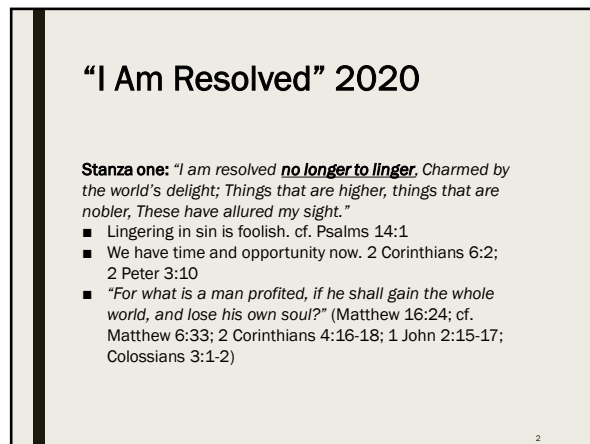 “I Am Resolved” 2020
Stanza one: “I am resolved no longer to linger, Charmed by
the world’s delight; Things that are higher, things that are
nobler, These have allured my sight.”
■ Lingering in sin is foolish. cf. Psalms 14:1
■ We have time and opportunity now. 2 Corinthians 6:2;
2 Peter 3:10
■ “For what is a man profited, if he shall gain the whole
world, and lose his own soul?” (Matthew 16:24; cf.
Matthew 6:33; 2 Corinthians 4:16-18; 1 John 2:15-17;
Colossians 3:1-2)
2